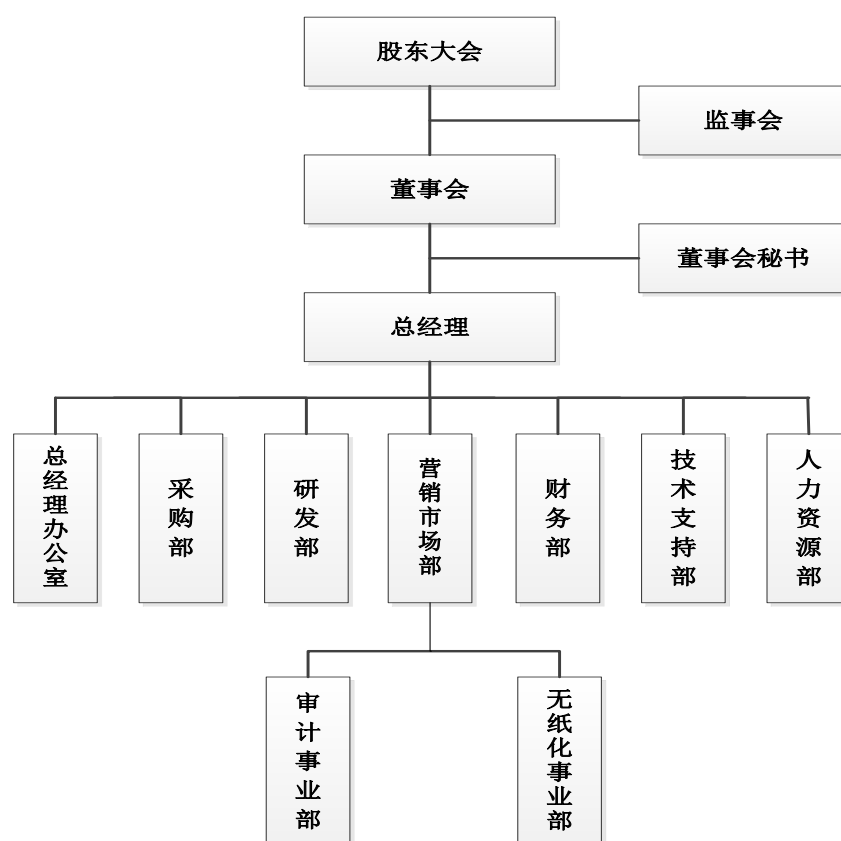 股东大会
监事会
董事会
董事会秘书
总经理
总经理办公室
采购部
研发部
营销市场部
财务部
技术支持部
人力资源部
审计事业部
无纸化事业部